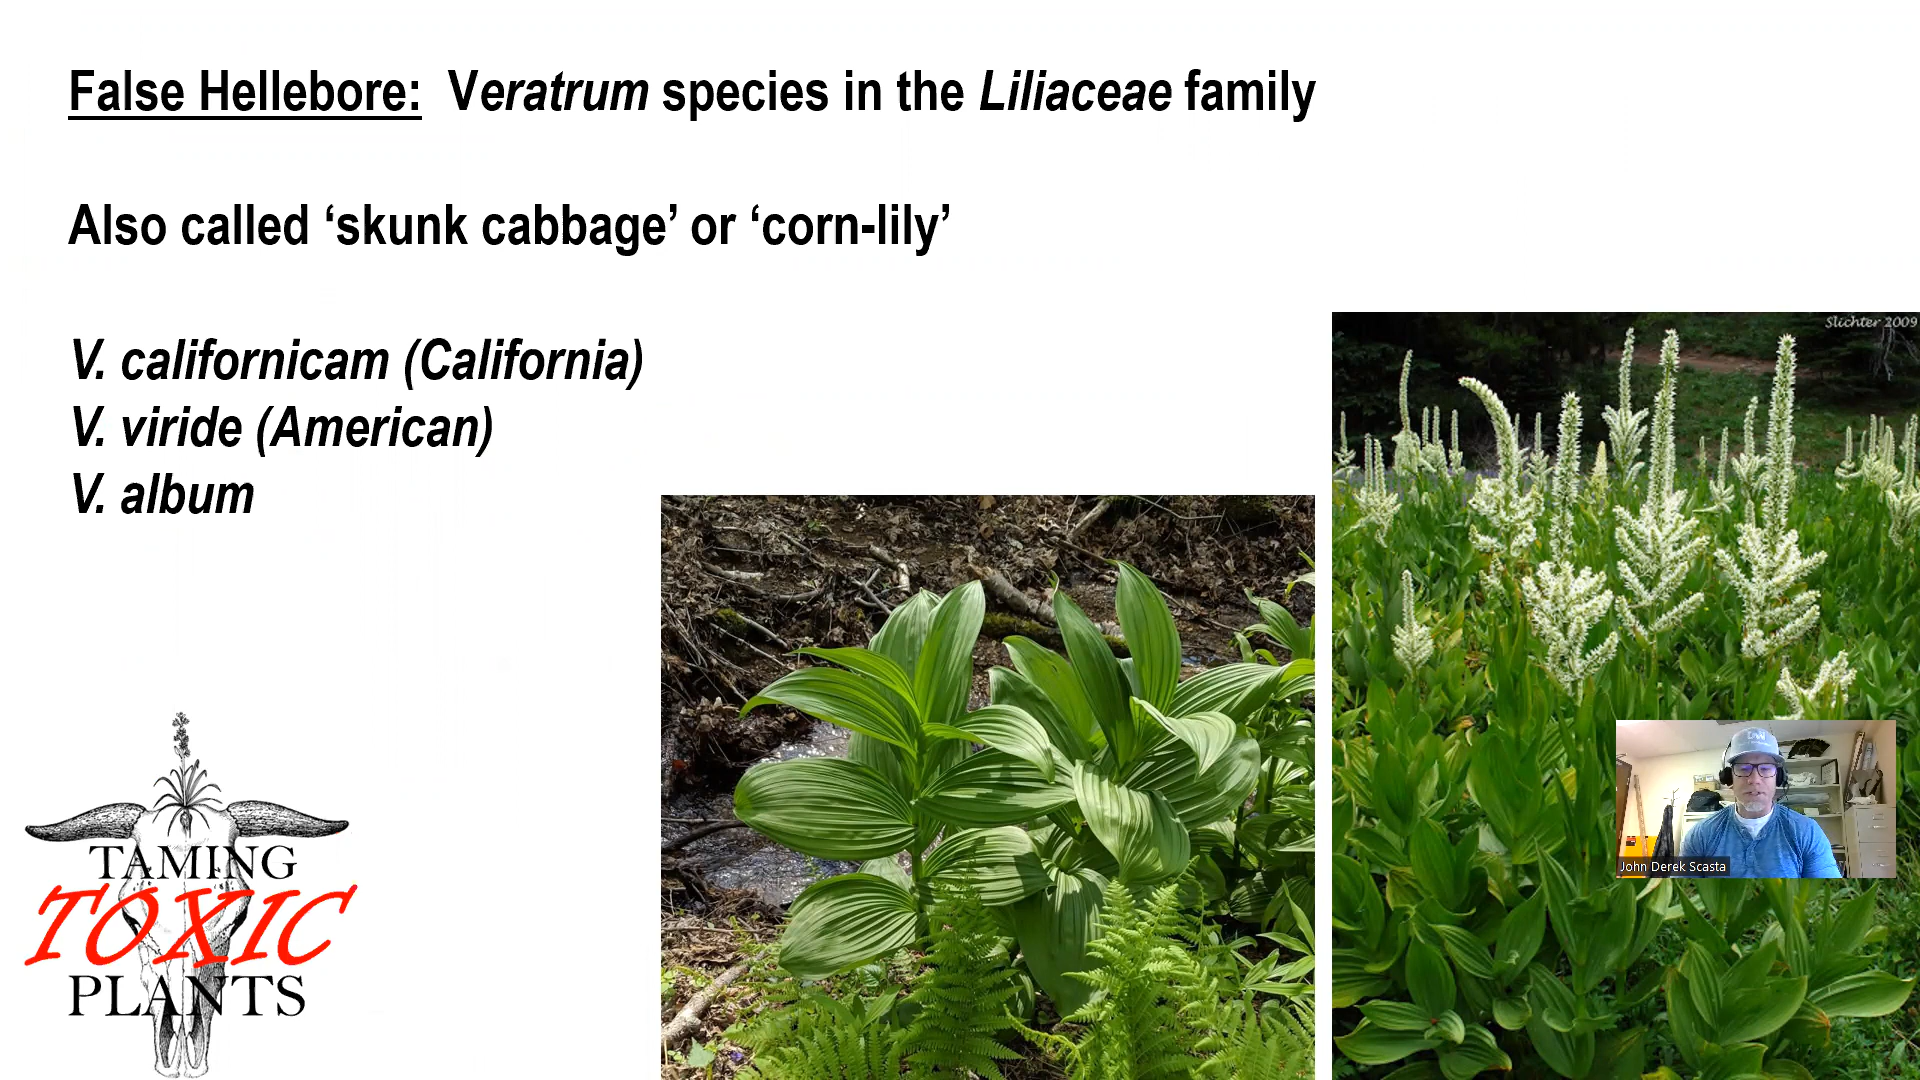 False Hellebore: Veratrum species in the Liliaceae family
Also called ‘skunk cabbage’ or ‘corn-lily’
V. californicam (California)
V. viride (American)
V. album
Slichter 2009
John Derek Scasta
TAMING
TOXIC
PLANTS